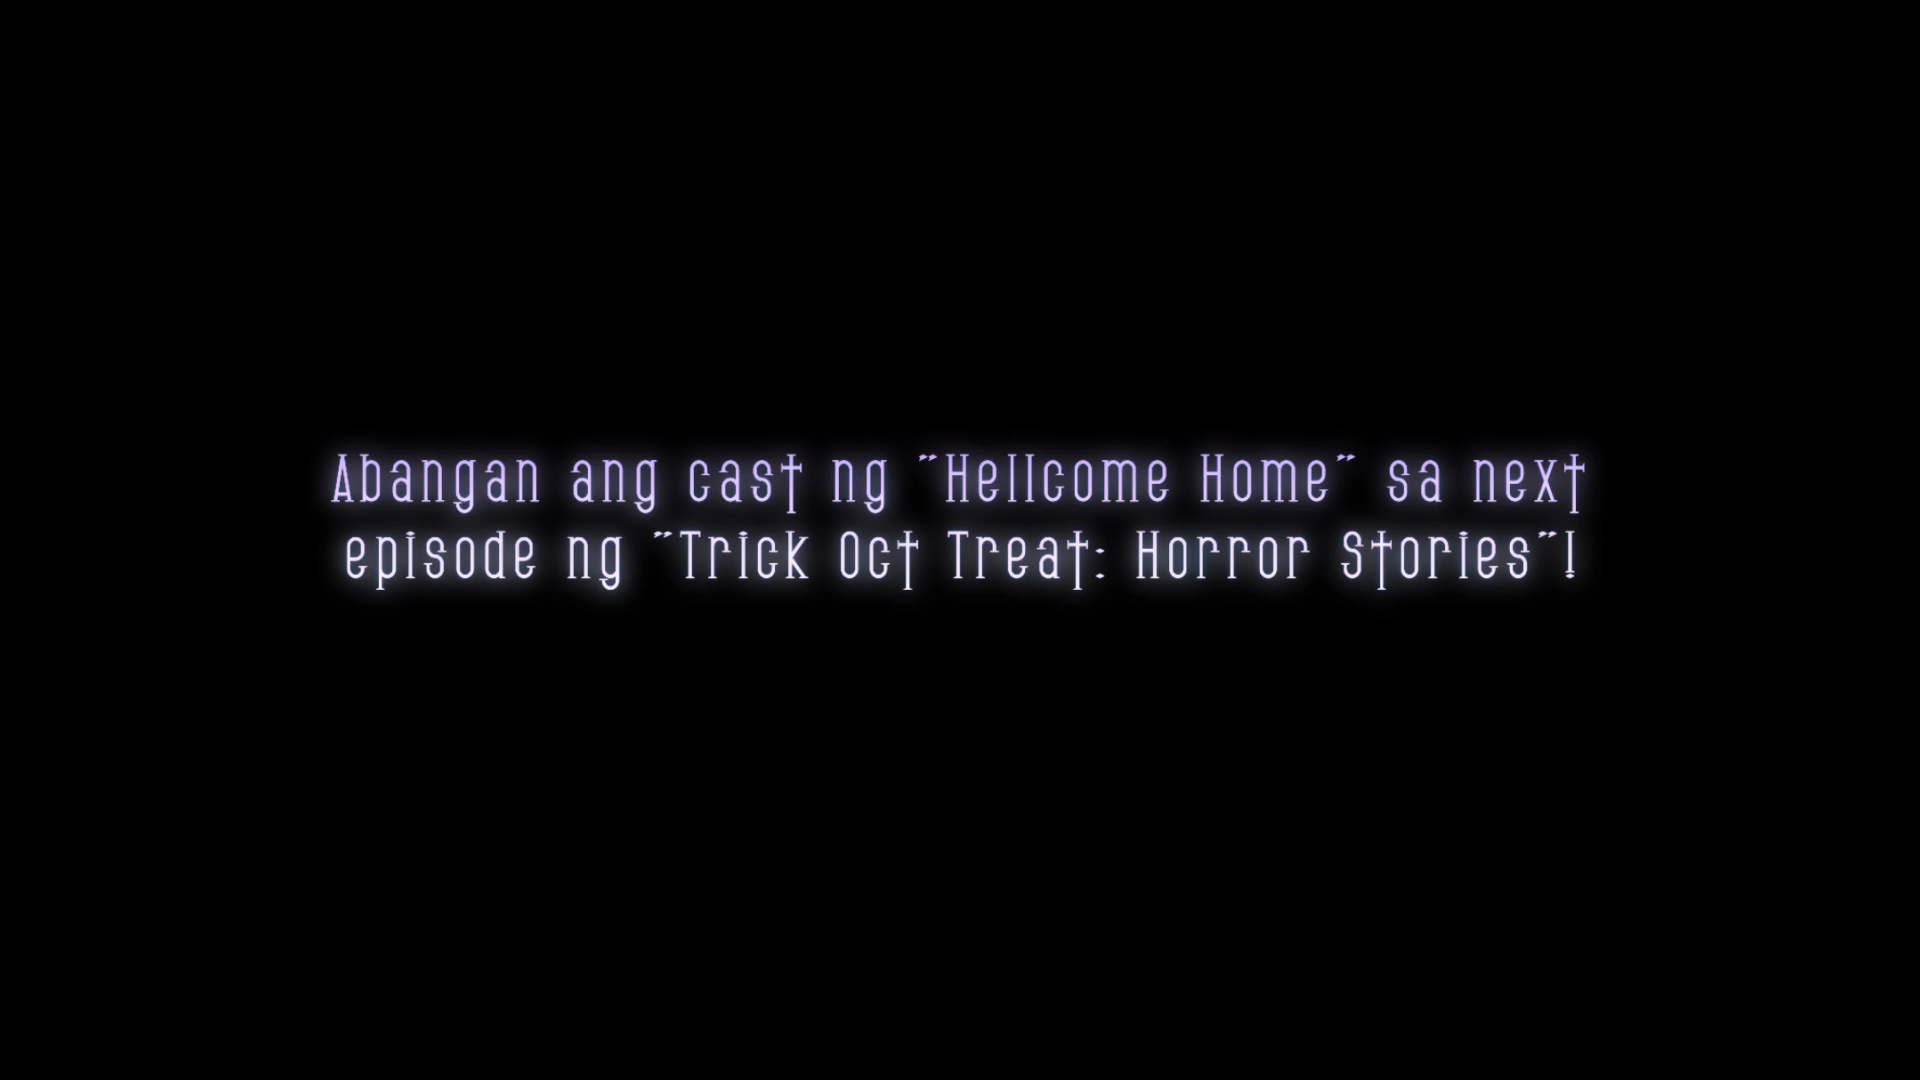 Abangan ang cast ng "Hellcome Home" sa next
episode ng "Trick Oct Treat: Horror Stories"!